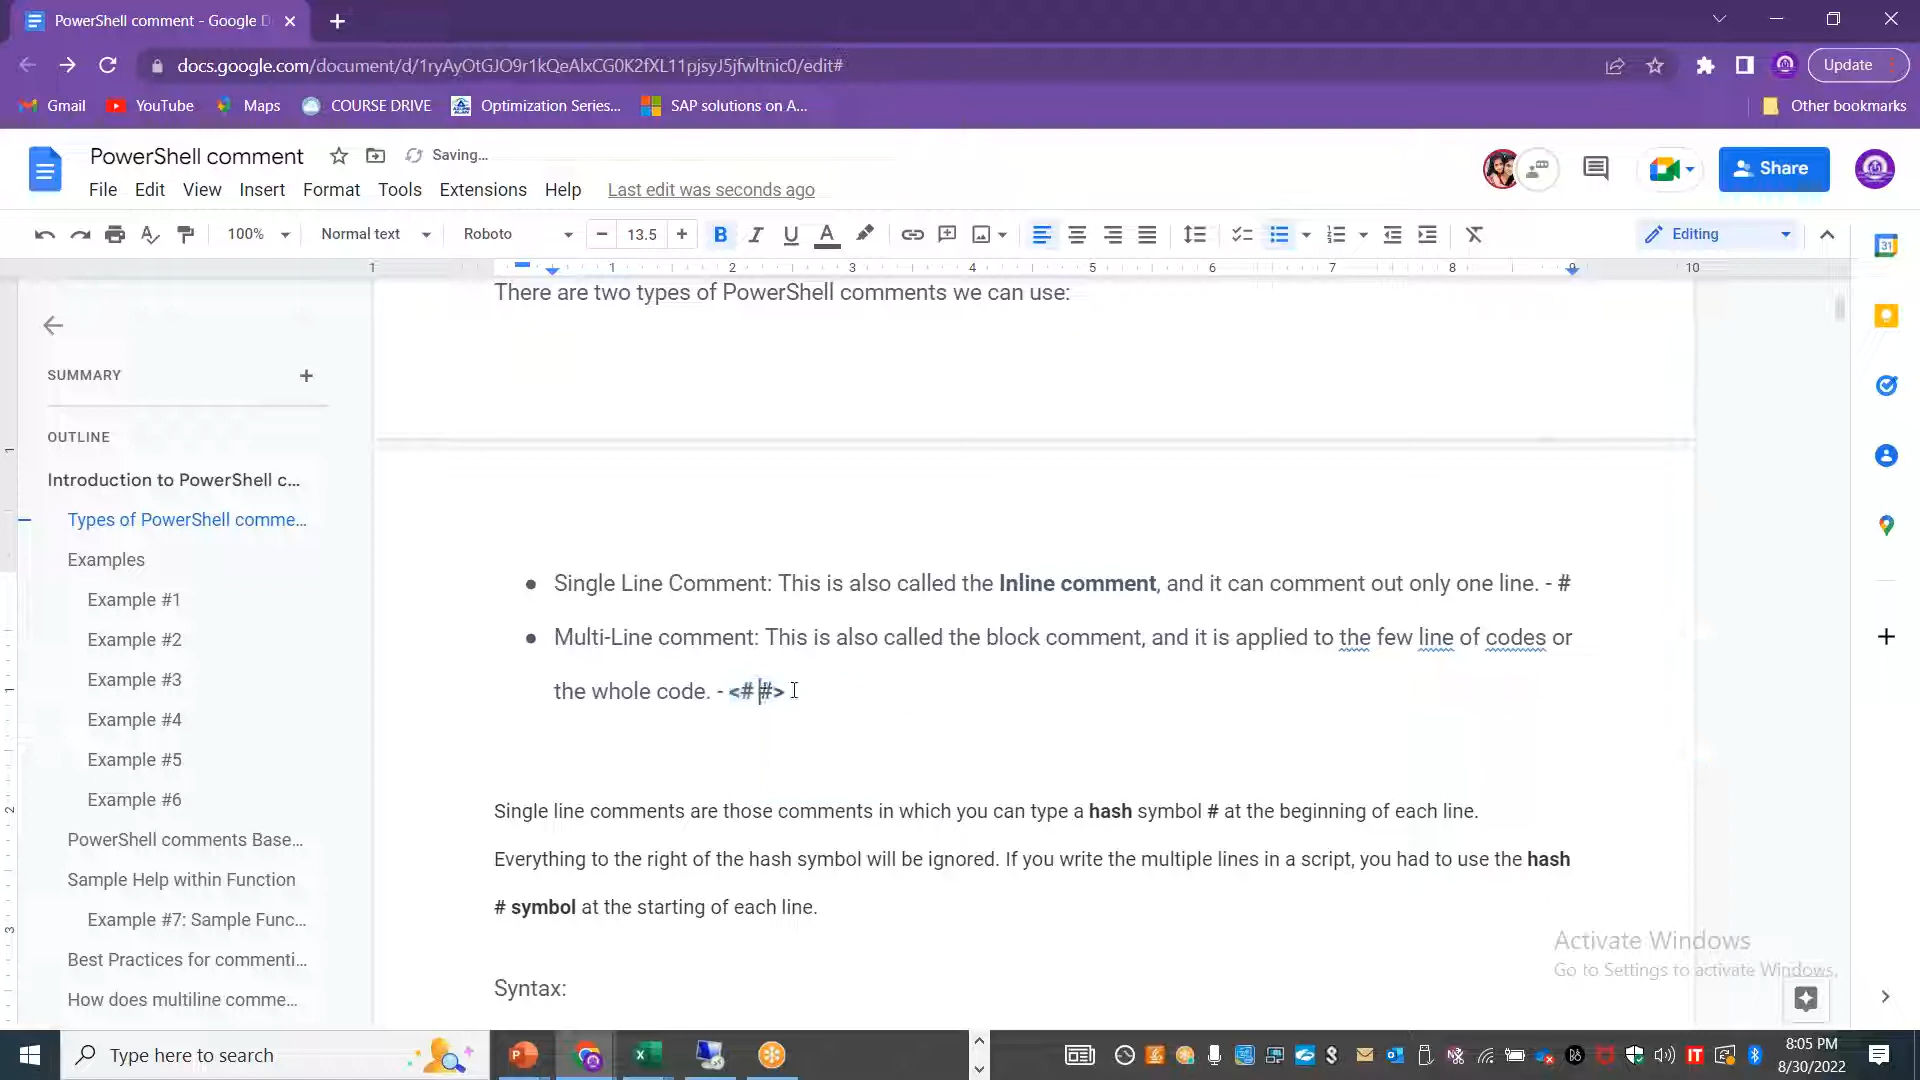 PowerShell comment - Google D
docs.google.com/document/d/1ryAyOtGJO9r1kQeAlxCG0K2fXL11pjsyJ5jfwltnic0/edit#
Update
Gmail
YouTube
Maps
COURSE DRIVE
Optimization Series...
SAP solutions on A...
Other bookmarks
PowerShell comment
Saving...
Share
File Edit View Insert Format Tools Extensions Help
Last edit was seconds ago
100%
Normal text
Roboto
13.5
Editing
1 1 2 3 4 5 6 7 8 9 10
There are two types of PowerShell comments we can use:
SUMMARY
OUTLINE
Introduction to PowerShell c...
Types of PowerShell comme...
Examples
Example #1
Example #2
Example #3
Example #4
Example #5
Example #6
PowerShell comments Base...
Sample Help within Function
Example #7: Sample Func...
Best Practices for commenti...
How does multiline comme...
● Single Line Comment: This is also called the Inline comment, and it can comment out only one line. - #
● Multi-Line comment: This is also called the block comment, and it is applied to the few line of codes or
the whole code. - <# #>
Single line comments are those comments in which you can type a hash symbol # at the beginning of each line.
Everything to the right of the hash symbol will be ignored. If you write the multiple lines in a script, you had to use the hash
# symbol at the starting of each line.
Syntax:
Activate Windows
Go to Settings to activate Windows.
Type here to search
8:05 PM
8/30/2022